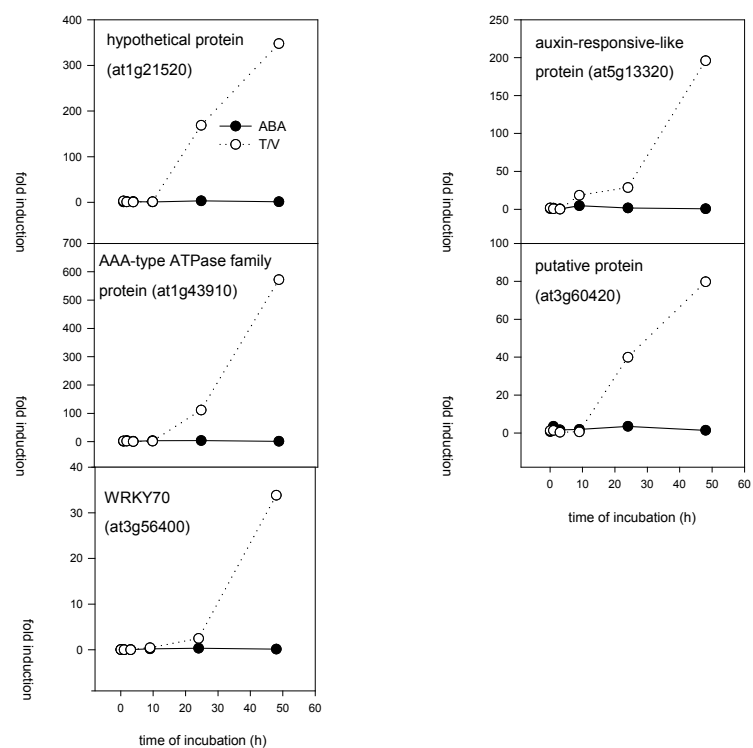 400
300
200
100
0
fold induction
hypothetical protein
(at1g21520)
ABA
T/V
700
600
500
400
300
200
100
0
fold induction
AAA-type ATPase family
protein (at1g43910)
40
30
20
10
0
fold induction
WRKY70
(at3g56400)
0 10 20 30 40 50 60
time of incubation (h)
250
200
150
100
50
0
fold induction
auxin-responsive-like
protein (at5g13320)
100
80
60
40
20
0
fold induction
putative protein
(at3g60420)
0 10 20 30 40 50 60
time of incubation (h)